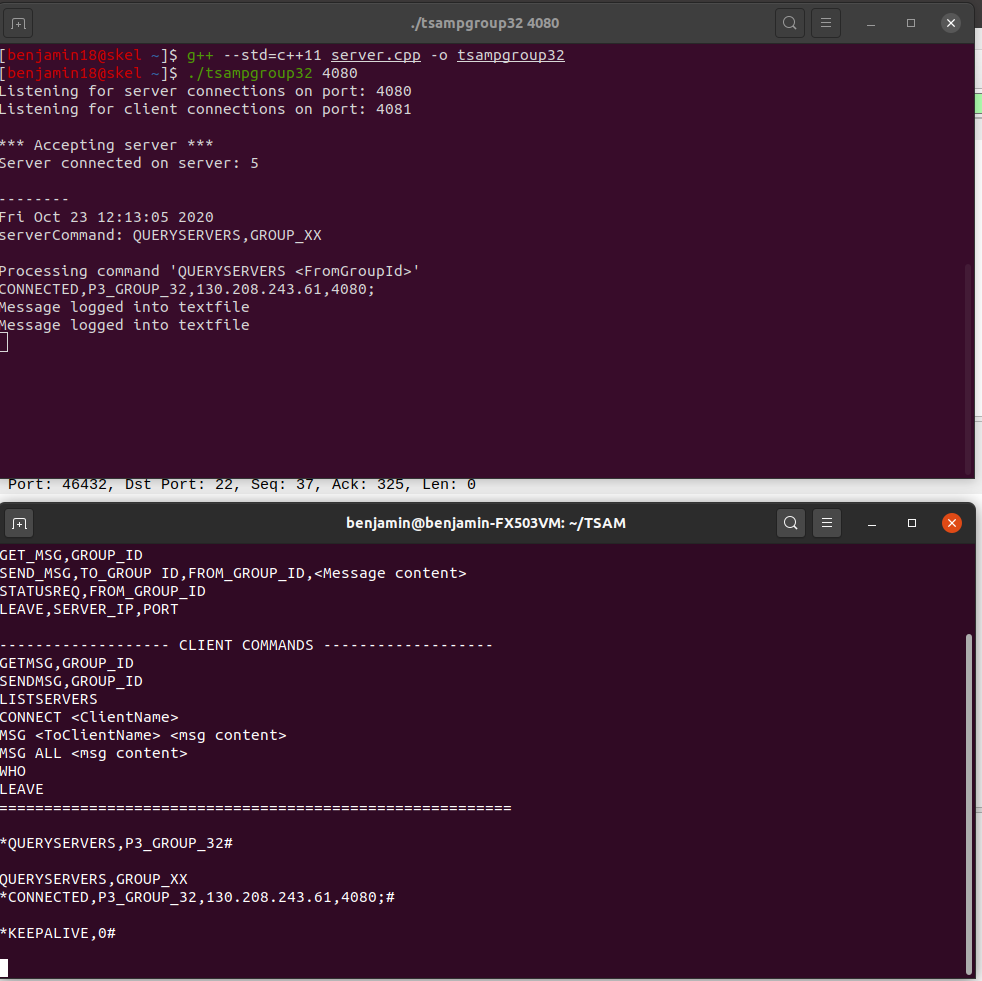 ./tsampgroup32 4080
[benjamin18@skel ~]$ g++ --std=c++11 server.cpp -o tsampgroup32
[benjamin18@skel ~]$ ./tsampgroup32 4080
Listening for server connections on port: 4080
Listening for client connections on port: 4081
*** Accepting server ***
Server connected on server: 5
--------
Fri Oct 23 12:13:05 2020
serverCommand: QUERYSERVERS,GROUP_XX
Processing command 'QUERYSERVERS <FromGroupId>'
CONNECTED,P3_GROUP_32,130.208.243.61,4080;
Message logged into textfile
Message logged into textfile
Port: 46432, Dst Port: 22, Seq: 37, Ack: 325, Len: 0
benjamin@benjamin-FX503VM: ~/TSAM
GET_MSG,GROUP_ID
SEND_MSG,TO_GROUP ID,FROM_GROUP_ID,<Message content>
STATUSREQ,FROM_GROUP_ID
LEAVE,SERVER_IP,PORT
------------------- CLIENT COMMANDS -------------------
GETMSG,GROUP_ID
SENDMSG,GROUP_ID
LISTSERVERS
CONNECT <ClientName>
MSG <ToClientName> <msg content>
MSG ALL <msg content>
WHO
LEAVE
=========================================================
*QUERYSERVERS,P3_GROUP_32#
QUERYSERVERS,GROUP_XX
*CONNECTED,P3_GROUP_32,130.208.243.61,4080;#
*KEEPALIVE,0#